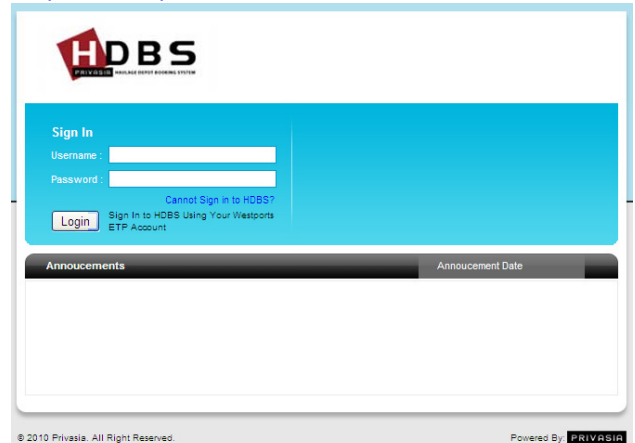 HDBS
PRIVASIA HAULAGE DEPOT BOOKING SYSTEM
Sign In
Username :
Password :
Cannot Sign in to HDBS?
Login
Sign In to HDBS Using Your Westports
ETP Account
Annoucements
Annoucement Date
© 2010 Privasia. All Right Reserved.
Powered By: PRIVASIA